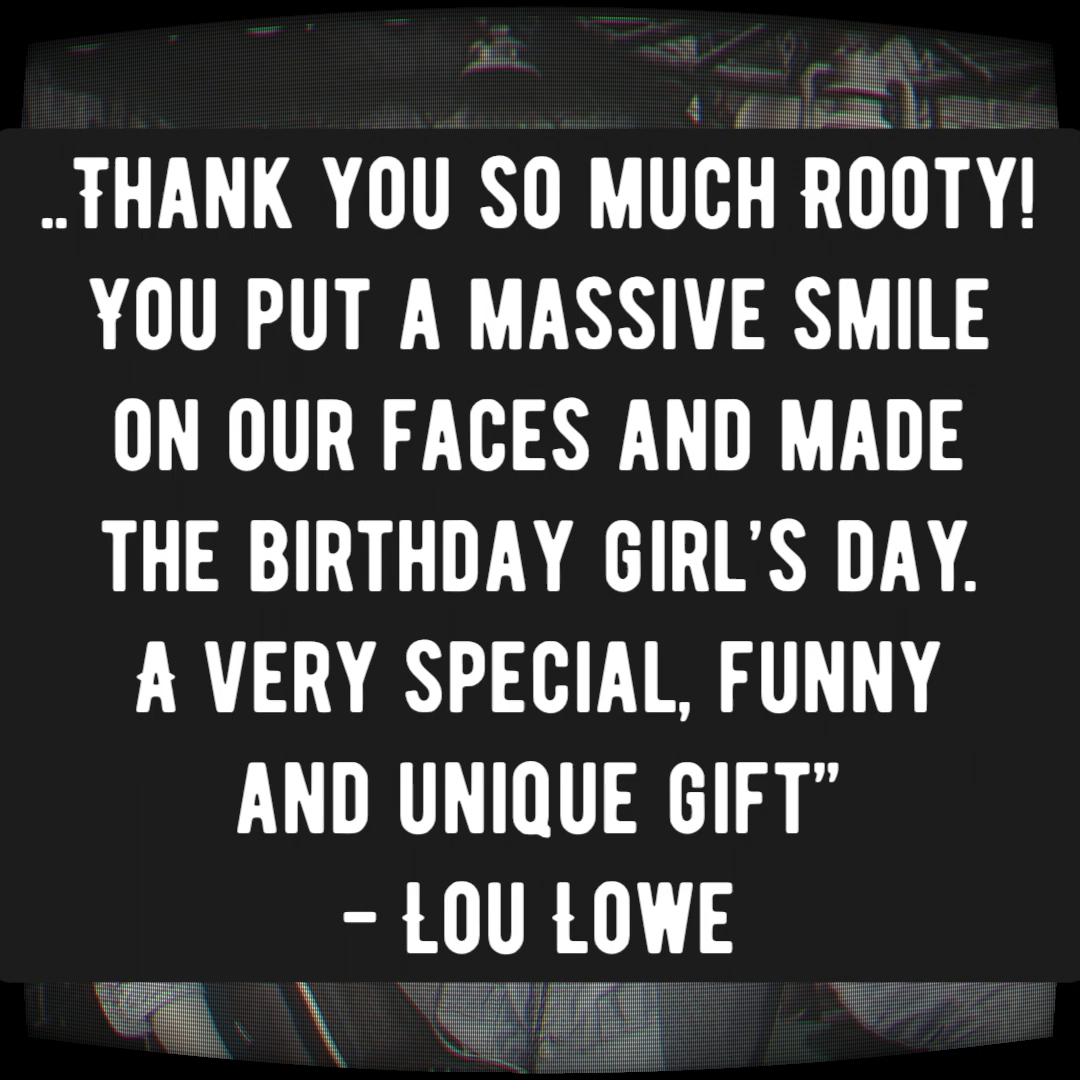 ..Thank you so much Rooty!
You put a massive smile
on our faces and made
the birthday girl's day.
A very special, funny
and unique gift”
- Lou Lowe